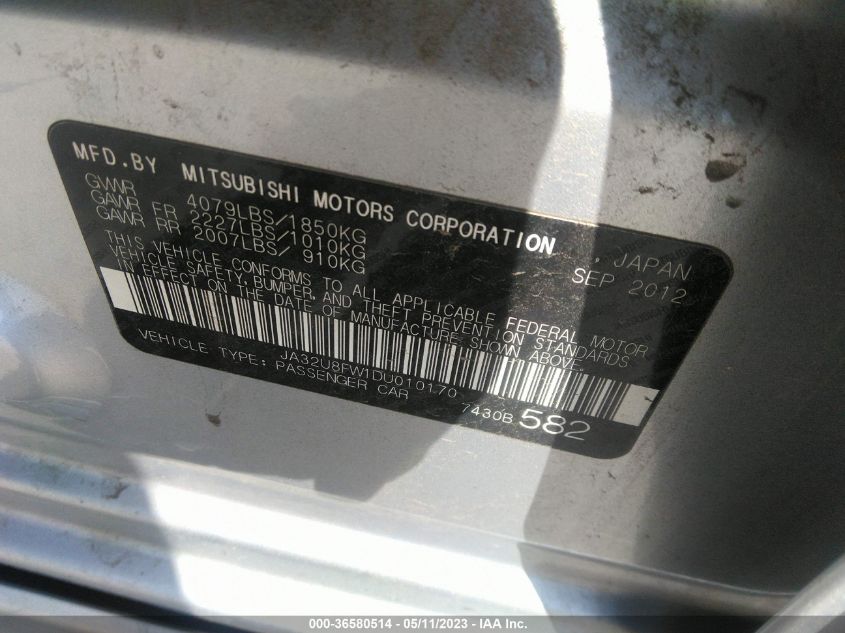 MFD.BY MITSUBISHI MOTORS CORPORATION , JAPAN
GVWR 4079LBS/1850KG SEP 2012
GAWR FR 2227LBS/1010KG
GAWR RR 2007LBS/ 910KG
THIS VEHICLE CONFORMS TO ALL APPLICABLE FEDERAL MOTOR
VEHICLE SAFETY,BUMPER,AND THEFT PREVENTION STANDARDS
IN EFFECT ON THE DATE OF MANUFACTURE SHOWN ABOVE.
JA32U8FW1DU010170
VEHICLE TYPE: PASSENGER CAR 7430B 582
000-36580514 - 05/11/2023 - IAA Inc.